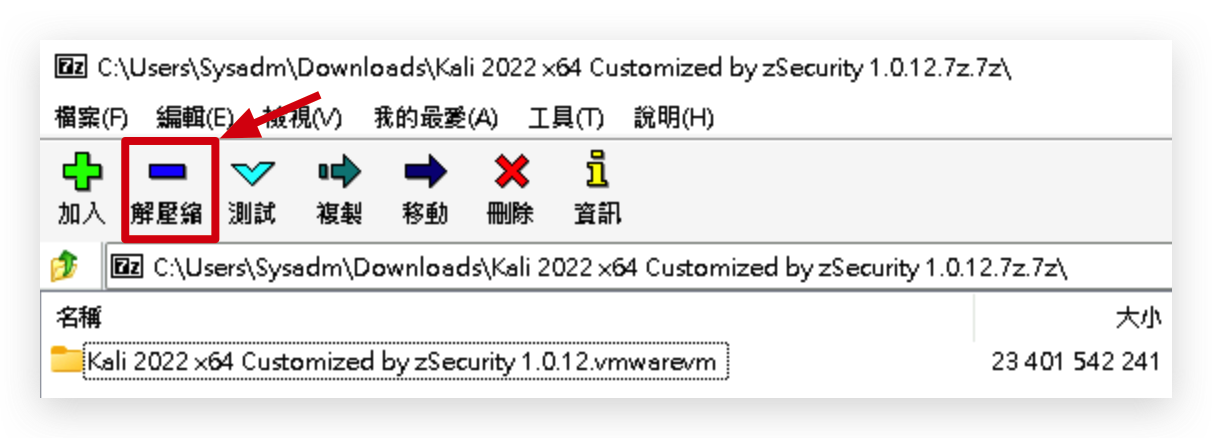 C:\Users\Sysadm\Downloads\Kali 2022 x64 Customized by zSecurity 1.0.12.7z.7z\
檔案(F) 編輯(E) 檢視(V) 我的最愛(A) 工具(T) 說明(H)
加入 解壓縮 測試 複製 移動 刪除 資訊
C:\Users\Sysadm\Downloads\Kali 2022 x64 Customized by zSecurity 1.0.12.7z.7z\
名稱 大小
Kali 2022 x64 Customized by zSecurity 1.0.12.vmwarevm 23 401 542 241